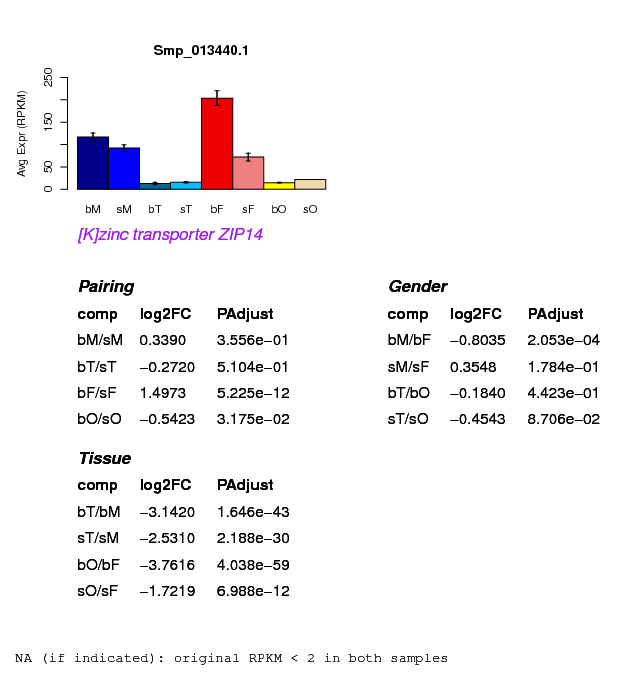 Smp_013440.1
Avg Expr (RPKM)
250
150
50
0
bM sM bT sT bF sF bO sO
[K]zinc transporter ZIP14
Pairing
comp log2FC PAdjust
bM/sM 0.3390 3.556e−01
bT/sT −0.2720 5.104e−01
bF/sF 1.4973 5.225e−12
bO/sO −0.5423 3.175e−02
Gender
comp log2FC PAdjust
bM/bF −0.8035 2.053e−04
sM/sF 0.3548 1.784e−01
bT/bO −0.1840 4.423e−01
sT/sO −0.4543 8.706e−02
Tissue
comp log2FC PAdjust
bT/bM −3.1420 1.646e−43
sT/sM −2.5310 2.188e−30
bO/bF −3.7616 4.038e−59
sO/sF −1.7219 6.988e−12
NA (if indicated): original RPKM < 2 in both samples